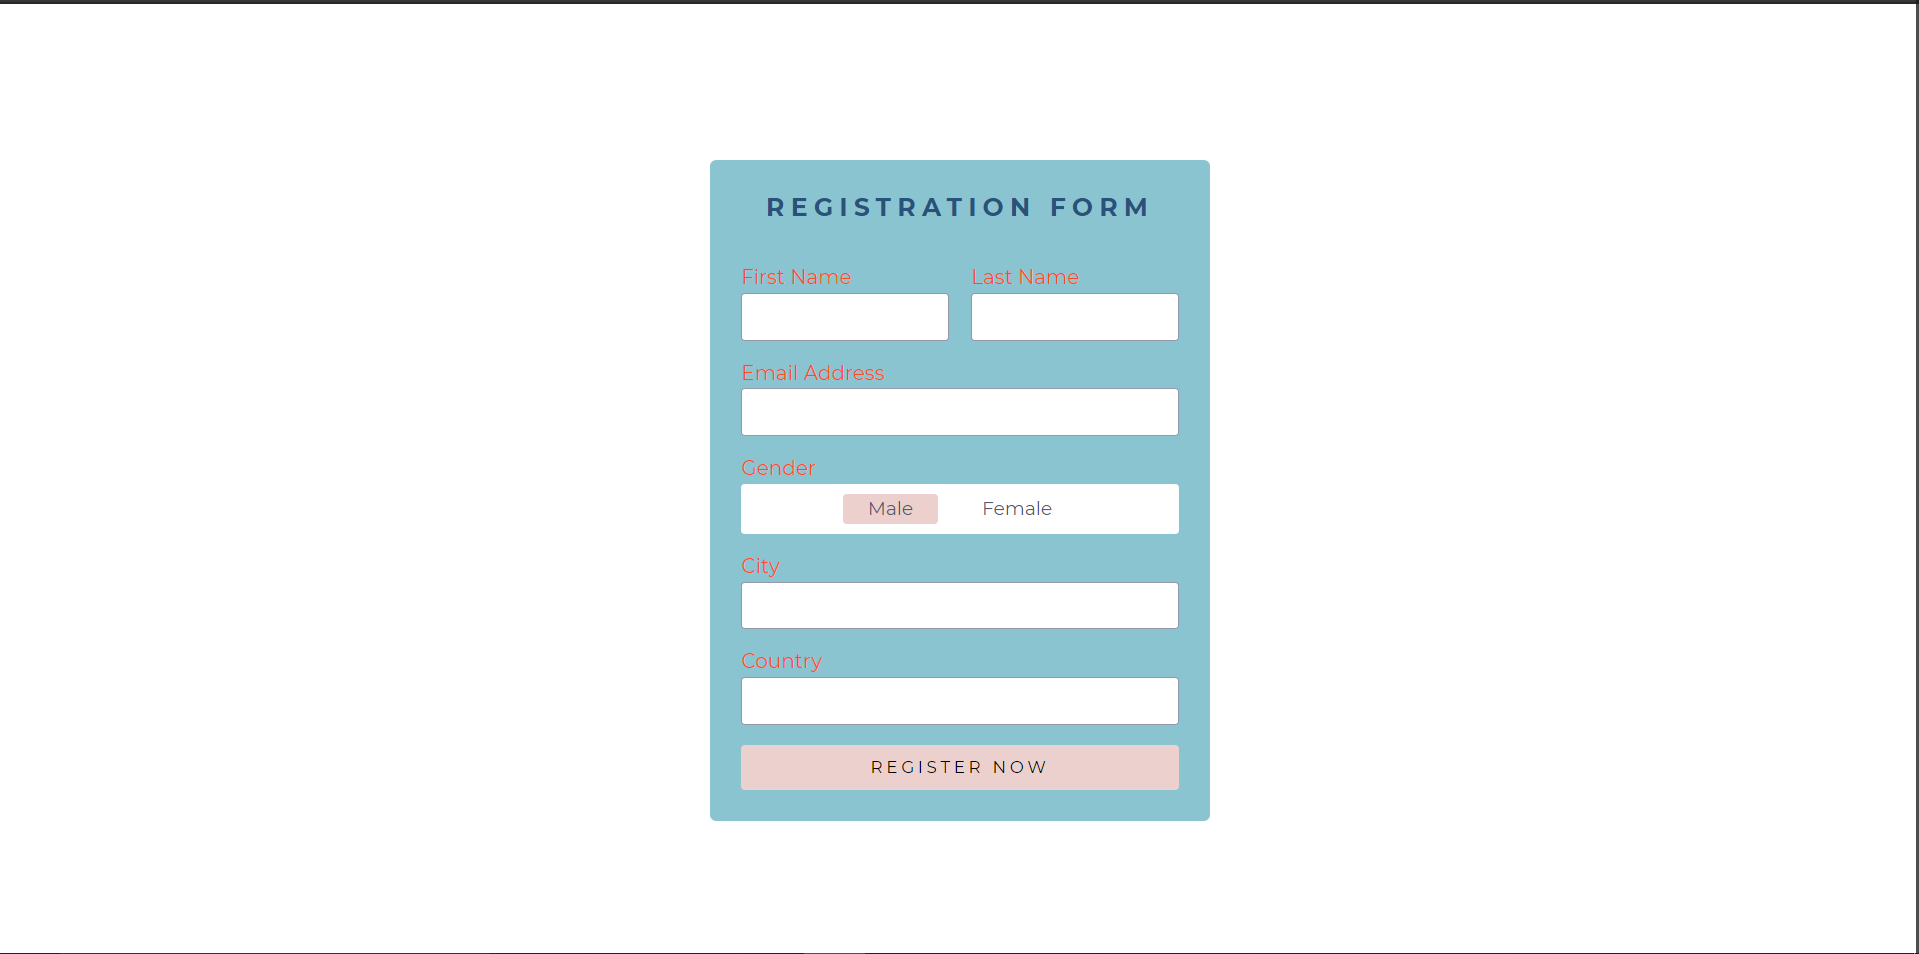 REGISTRATION FORM
First Name Last Name
Email Address
Gender
Male Female
City
Country
REGISTER NOW